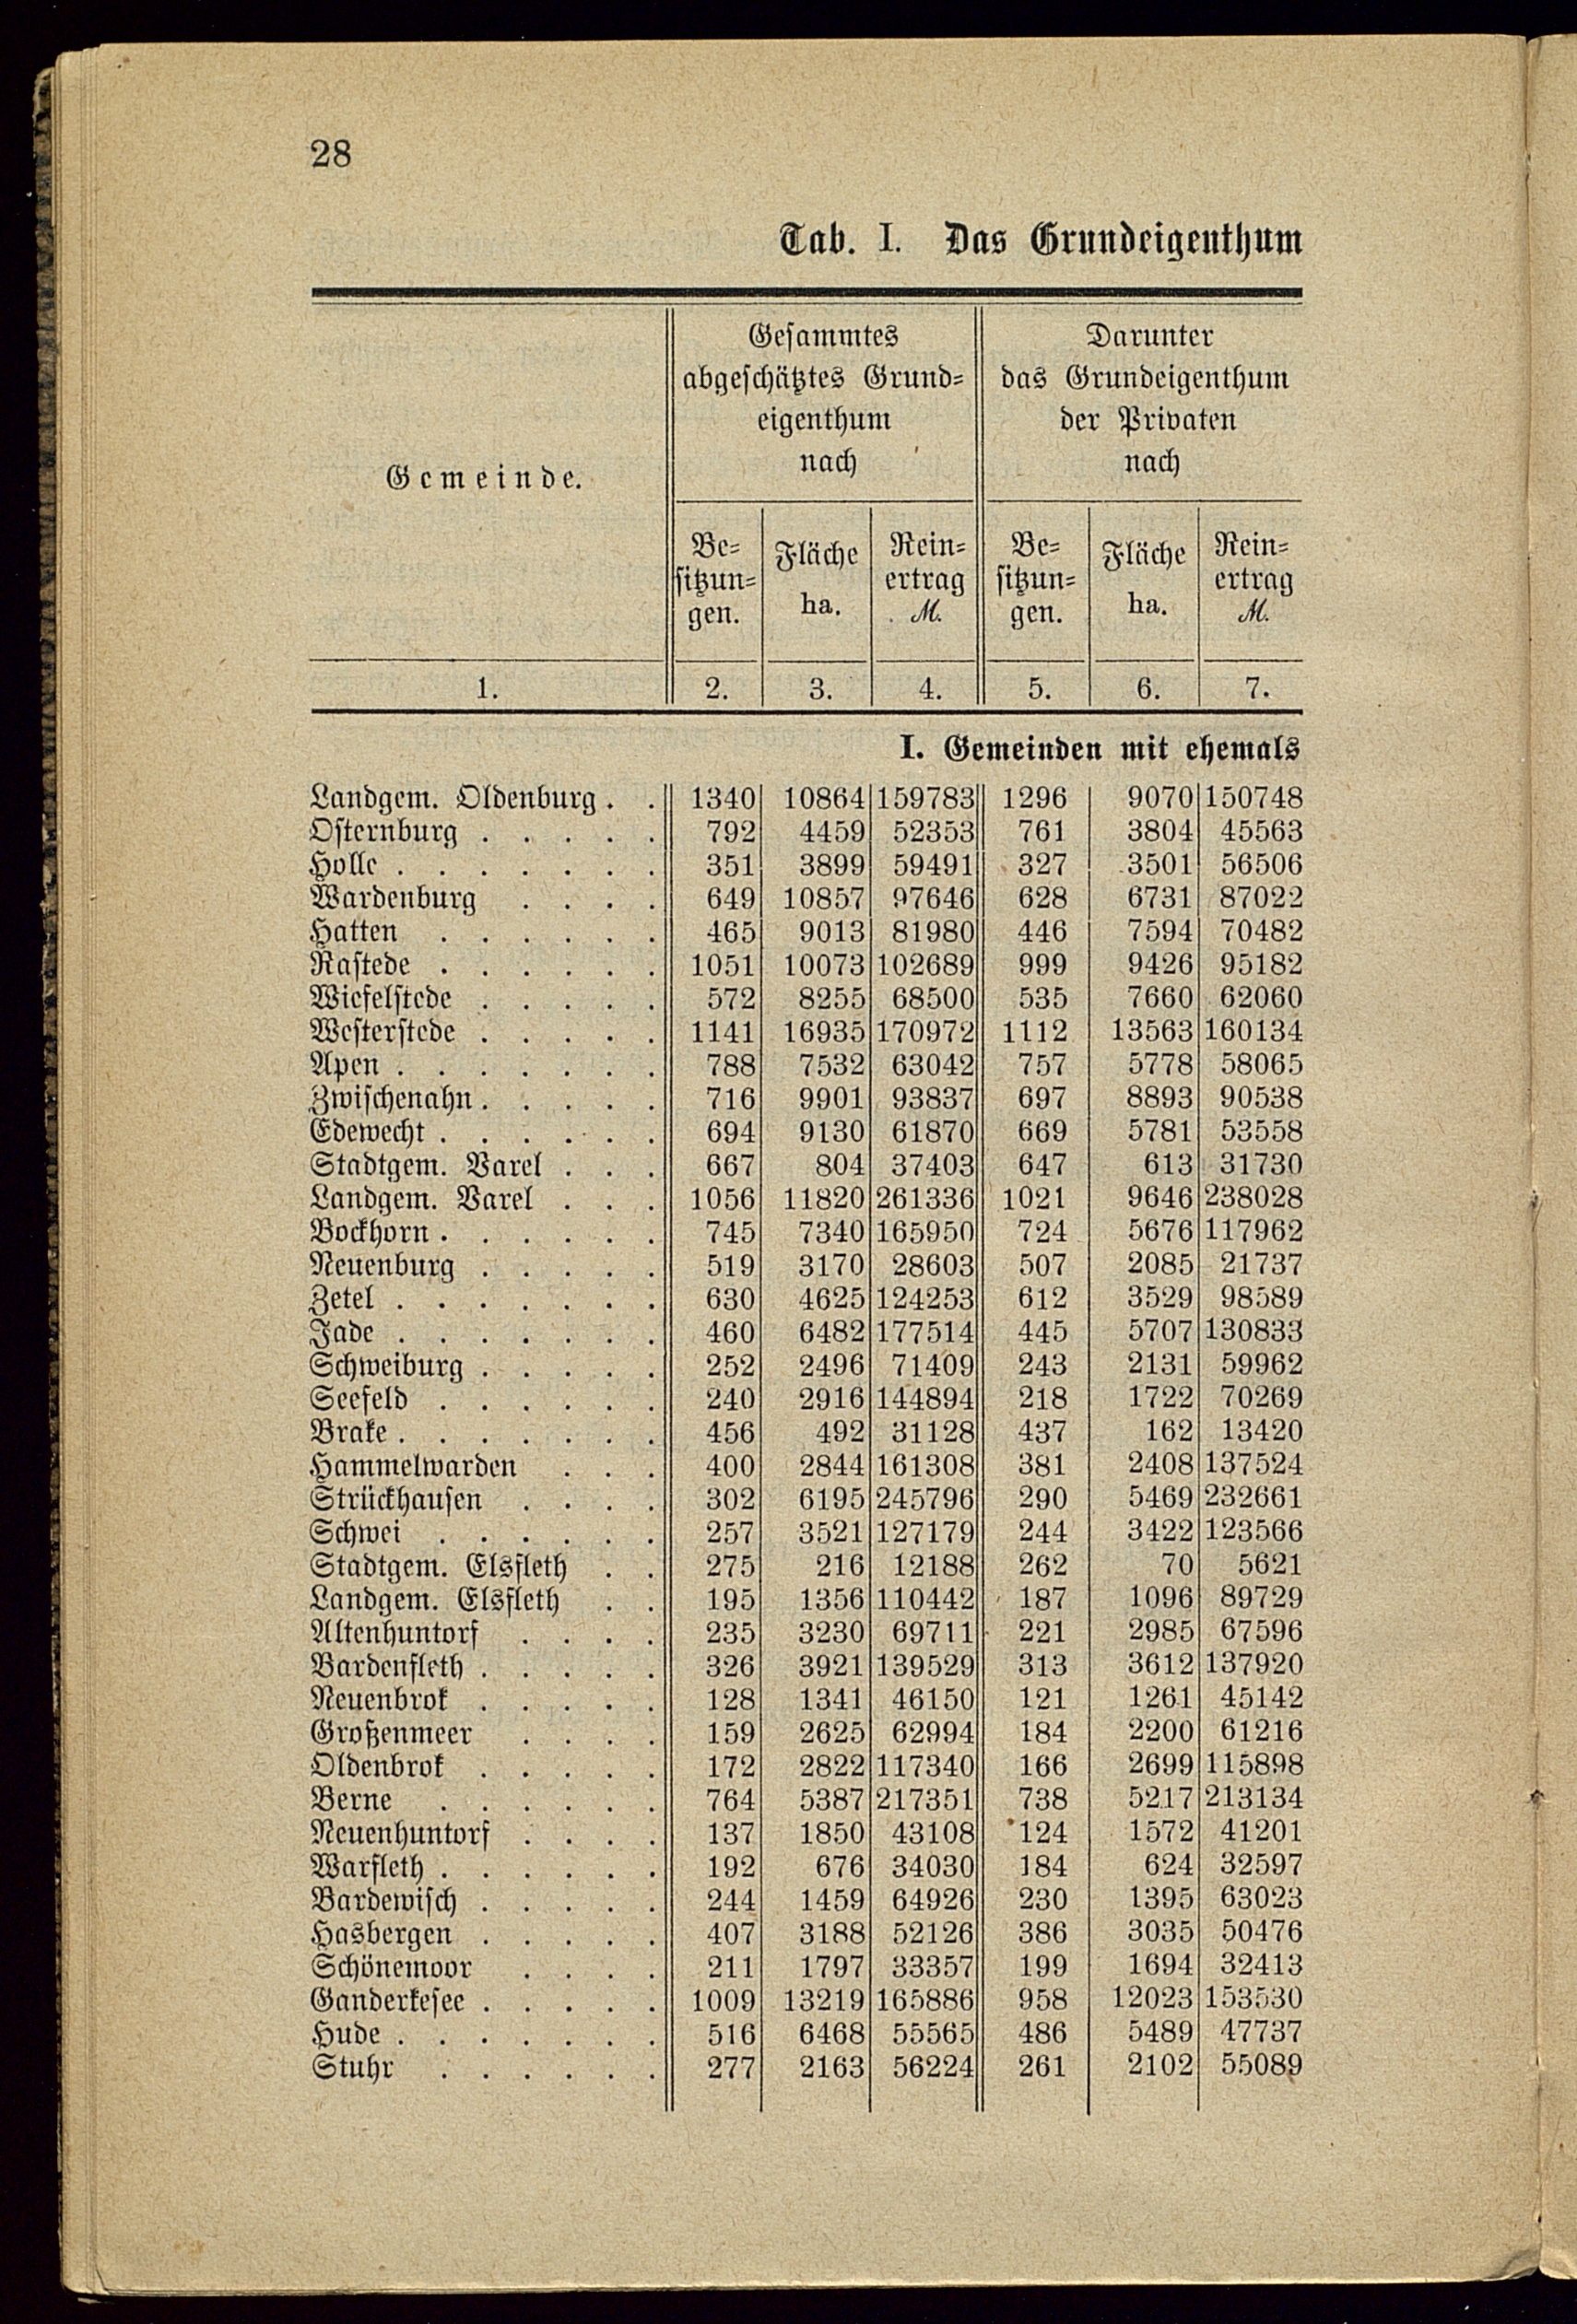 28
Tab. I. Das Grundeigenthum
Gemeinde.
Gesammtes
abgeschätztes Grund-
eigenthum
nach
Darunter
das Grundeigenthum
der Privaten
nach
Be-
sitzun-
gen.
Fläche
ha.
Rein-
ertrag
M.
Be-
sitzun-
gen.
Fläche
ha.
Rein-
ertrag
M.
1. 2. 3. 4. 5. 6. 7.
I. Gemeinden mit ehemals
Landgem. Oldenburg . . 1340 10864 159783 1296 9070 150748
Osternburg . . . . . 792 4459 52353 761 3804 45563
Holle . . . . . . . 351 3899 59491 327 3501 56506
Wardenburg . . . . 649 10857 97646 628 6731 87022
Hatten . . . . . . 465 9013 81980 446 7594 70482
Rastede . . . . . . 1051 10073 102689 999 9426 95182
Wiefelstede . . . . . 572 8255 68500 535 7660 62060
Westerstede . . . . . 1141 16935 170972 1112 13563 160134
Apen . . . . . . . 788 7532 63042 757 5778 58065
Zwischenahn . . . . . 716 9901 93837 697 8893 90538
Edewecht . . . . . . 694 9130 61870 669 5781 53558
Stadtgem. Varel . . . 667 804 37403 647 613 31730
Landgem. Varel . . . 1056 11820 261336 1021 9646 238028
Bockhorn . . . . . . 745 7340 165950 724 5676 117962
Neuenburg . . . . . 519 3170 28603 507 2085 21737
Zetel . . . . . . . 630 4625 124253 612 3529 98589
Jade . . . . . . . 460 6482 177514 445 5707 130833
Schweiburg . . . . . 252 2496 71409 243 2131 59962
Seefeld . . . . . . 240 2916 144894 218 1722 70269
Brake . . . . . . . 456 492 31128 437 162 13420
Hammelwarden . . . 400 2844 161308 381 2408 137524
Strückhausen . . . . 302 6195 245796 290 5469 232661
Schwei . . . . . . 257 3521 127179 244 3422 123566
Stadtgem. Elsfleth . . 275 216 12188 262 70 5621
Landgem. Elsfleth . . 195 1356 110442 187 1096 89729
Altenhuntorf . . . . 235 3230 69711 221 2985 67596
Bardenfleth . . . . . 326 3921 139529 313 3612 137920
Neuenbrok . . . . . 128 1341 46150 121 1261 45142
Großenmeer . . . . 159 2625 62994 184 2200 61216
Oldenbrok . . . . . 172 2822 117340 166 2699 115898
Berne . . . . . . 764 5387 217351 738 5217 213134
Neuenhuntorf . . . . 137 1850 43108 124 1572 41201
Warfleth . . . . . . 192 676 34030 184 624 32597
Bardewisch . . . . . 244 1459 64926 230 1395 63023
Hasbergen . . . . . 407 3188 52126 386 3035 50476
Schönemoor . . . . 211 1797 33357 199 1694 32413
Ganderkesee . . . . . 1009 13219 165886 958 12023 153530
Hude . . . . . . . 516 6468 55565 486 5489 47737
Stuhr . . . . . . 277 2163 56224 261 2102 55089